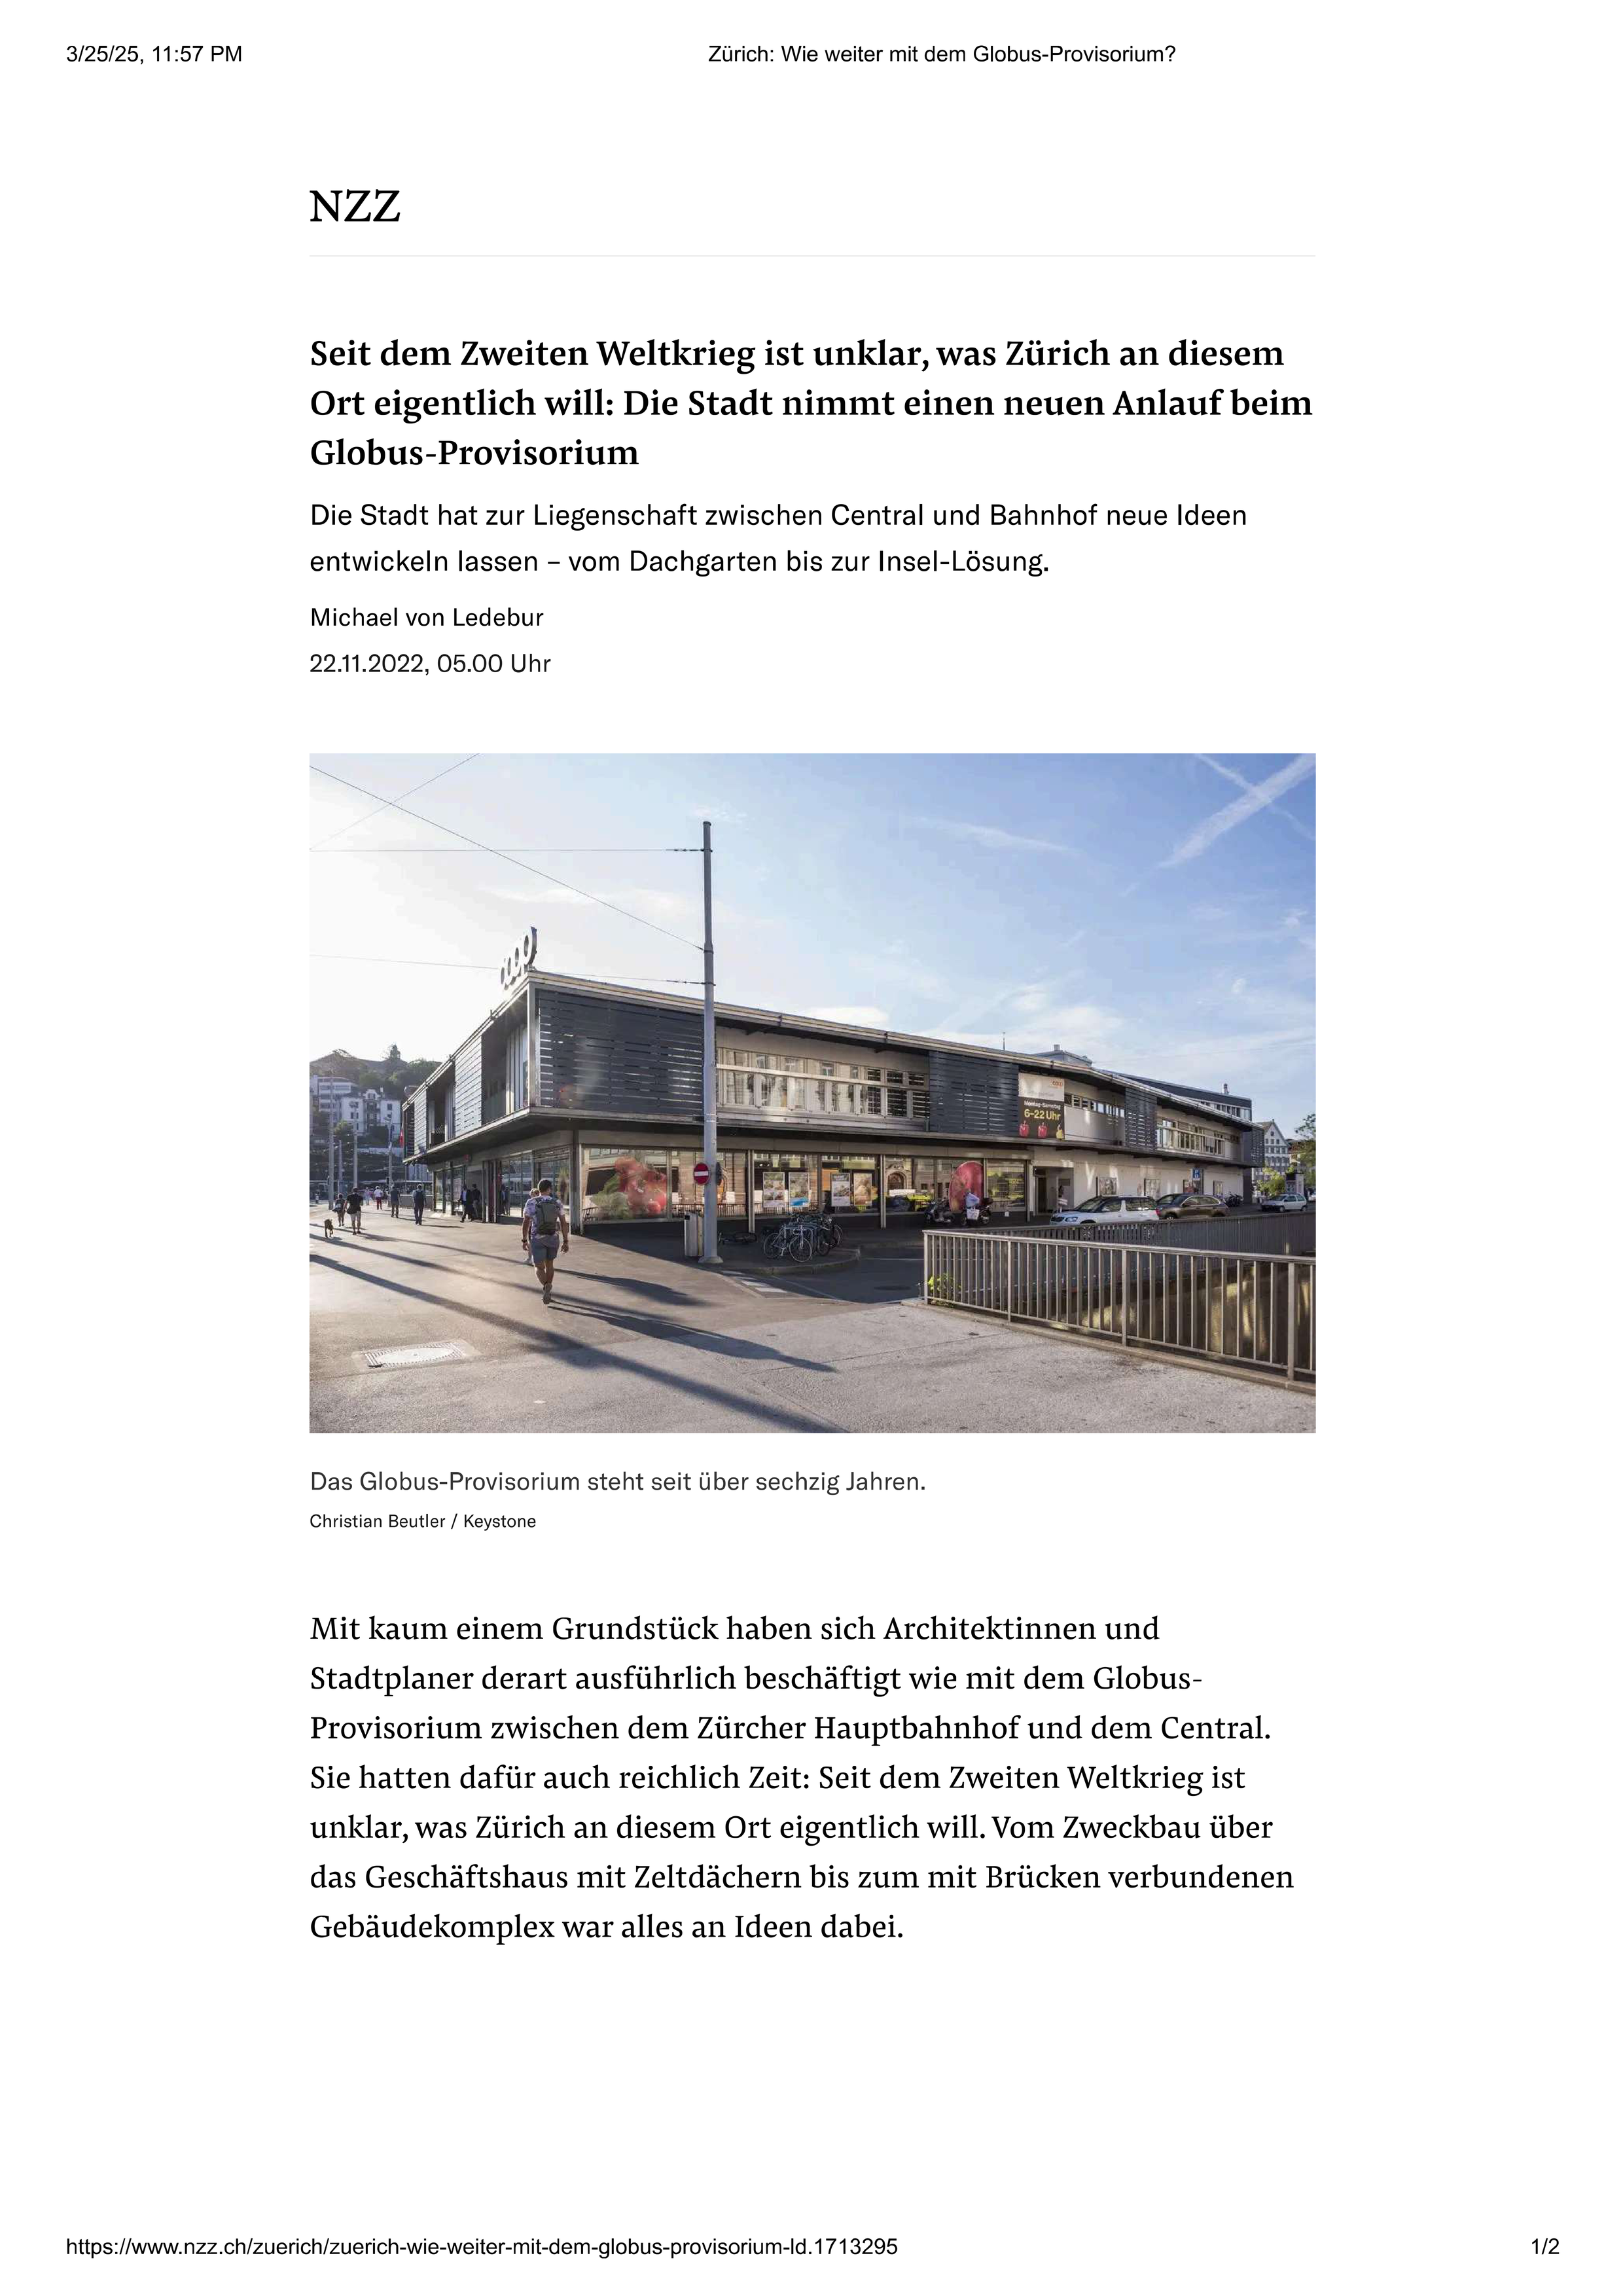 3/25/25, 11:57 PM
Zürich: Wie weiter mit dem Globus-Provisorium?
NZZ
Seit dem Zweiten Weltkrieg ist unklar, was Zürich an diesem
Ort eigentlich will: Die Stadt nimmt einen neuen Anlauf beim
Globus-Provisorium
Die Stadt hat zur Liegenschaft zwischen Central und Bahnhof neue Ideen
entwickeln lassen – vom Dachgarten bis zur Insel-Lösung.
Michael von Ledebur
22.11.2022, 05.00 Uhr
coop
Montag–Samstag
6–22 Uhr
Das Globus-Provisorium steht seit über sechzig Jahren.
Christian Beutler / Keystone
Mit kaum einem Grundstück haben sich Architektinnen und
Stadtplaner derart ausführlich beschäftigt wie mit dem Globus-
Provisorium zwischen dem Zürcher Hauptbahnhof und dem Central.
Sie hatten dafür auch reichlich Zeit: Seit dem Zweiten Weltkrieg ist
unklar, was Zürich an diesem Ort eigentlich will. Vom Zweckbau über
das Geschäftshaus mit Zeltdächern bis zum mit Brücken verbundenen
Gebäudekomplex war alles an Ideen dabei.
https://www.nzz.ch/zuerich/zuerich-wie-weiter-mit-dem-globus-provisorium-ld.1713295
1/2